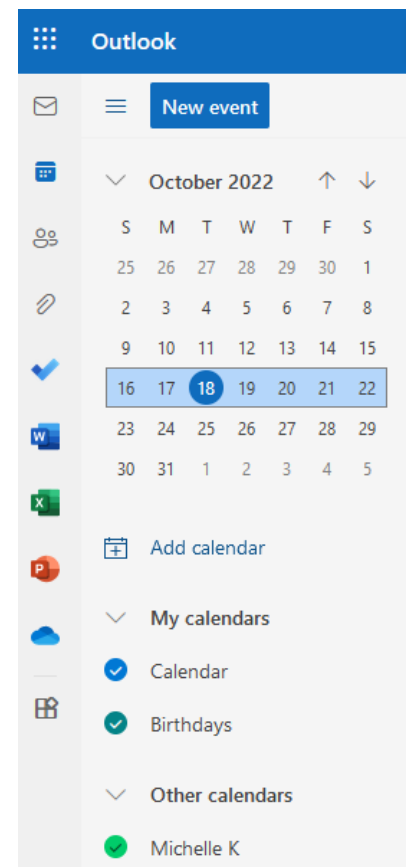 Outlook
New event
October 2022
S M T W T F S
25 26 27 28 29 30 1
2 3 4 5 6 7 8
9 10 11 12 13 14 15
16 17 18 19 20 21 22
23 24 25 26 27 28 29
30 31 1 2 3 4 5
Add calendar
My calendars
Calendar
Birthdays
Other calendars
Michelle K
W
X
P